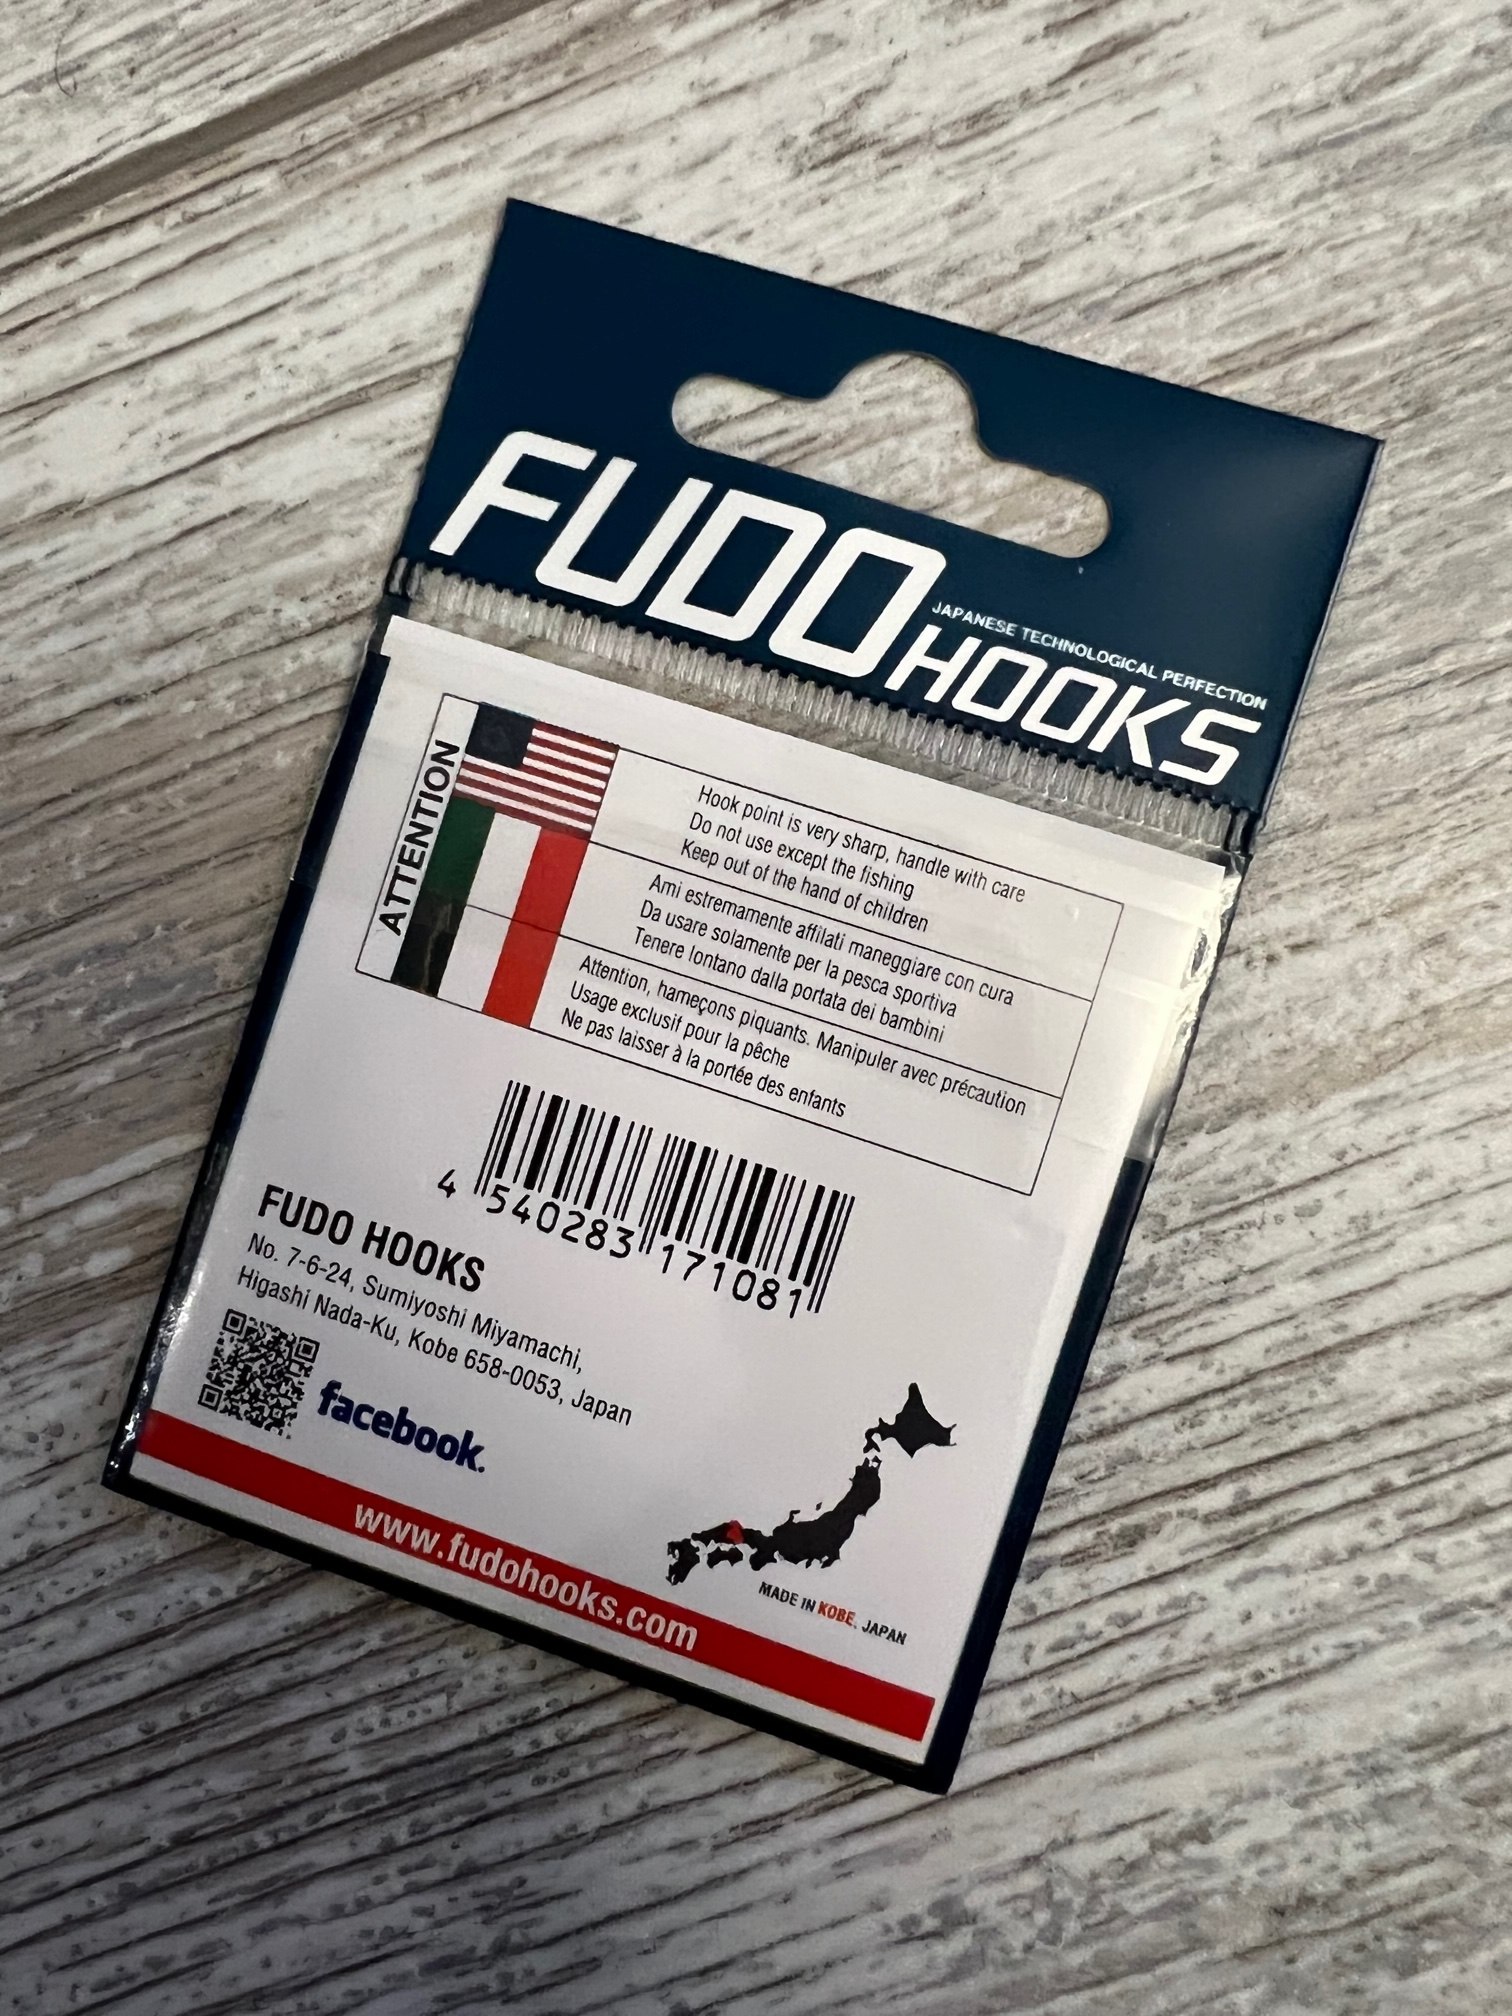 FUDO
JAPANESE TECHNOLOGICAL PERFECTION
HOOKS
ATTENTION
Hook point is very sharp, handle with care
Do not use except the fishing
Keep out of the hand of children
Ami estremamente affilati maneggiare con cura
Da usare solamente per la pesca sportiva
Tenere lontano dalla portata dei bambini
Attention, hameçons piquants. Manipuler avec précaution
Usage exclusif pour la pêche
Ne pas laisser à la portée des enfants
4 540283 171081
FUDO HOOKS
No. 7-6-24, Sumiyoshi Miyamachi,
Higashi Nada-Ku, Kobe 658-0053, Japan
facebook.
MADE IN KOBE, JAPAN
www.fudohooks.com